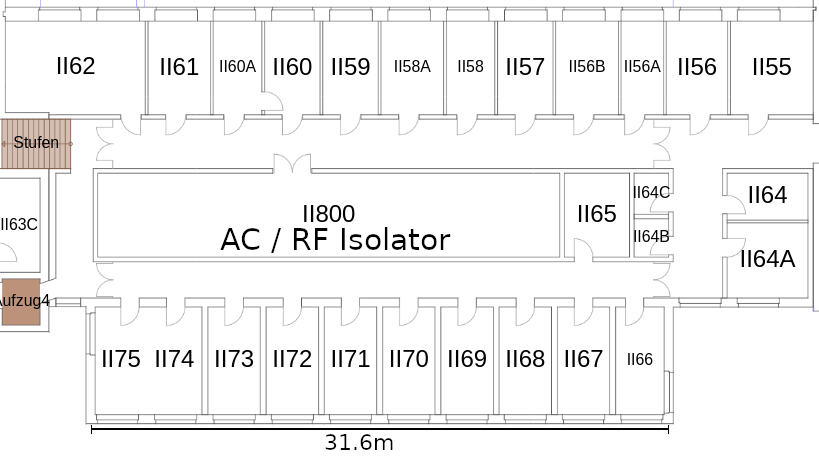 II62 II61 II60A II60 II59 II58A II58 II57 II56B II56A II56 II55
Stufen
II64C
II64
II63C
II800
II65
AC / RF Isolator
II64B
II64A
Aufzug4
II75 II74 II73 II72 II71 II70 II69 II68 II67 II66
31.6m